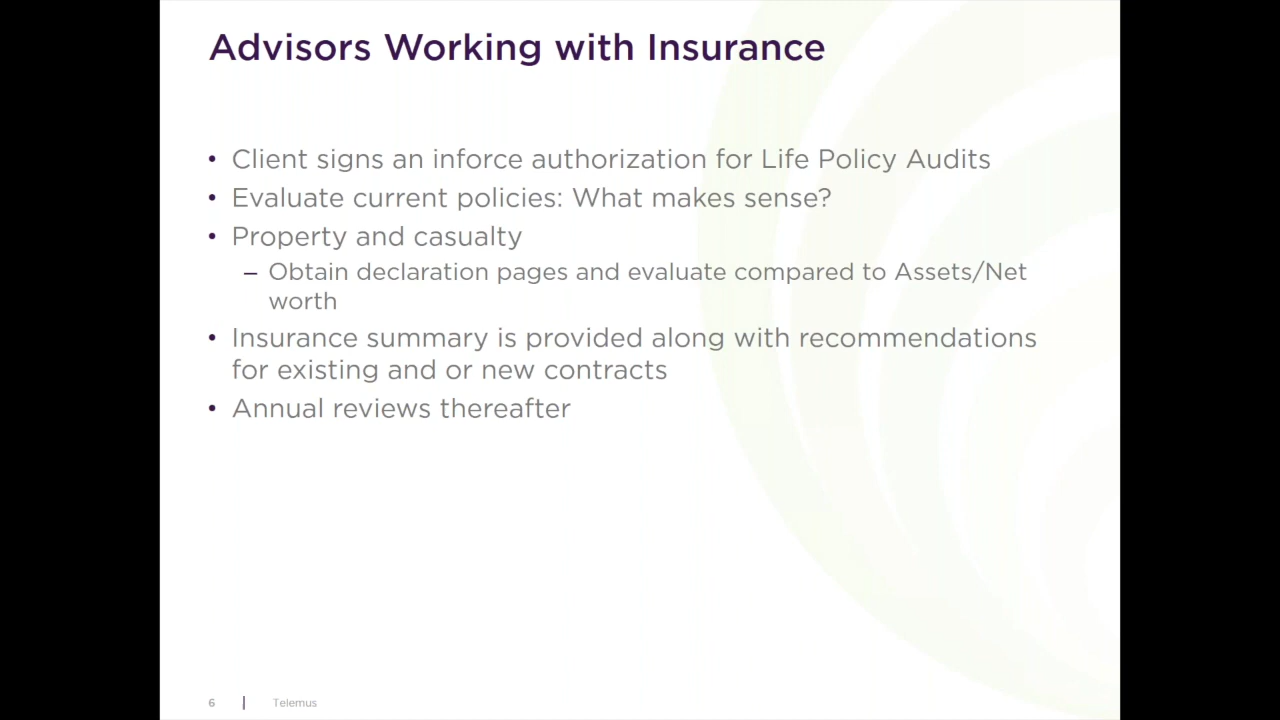 Advisors Working with Insurance
• Client signs an inforce authorization for Life Policy Audits
• Evaluate current policies: What makes sense?
• Property and casualty
– Obtain declaration pages and evaluate compared to Assets/Net
worth
• Insurance summary is provided along with recommendations
for existing and or new contracts
• Annual reviews thereafter
6 | Telemus